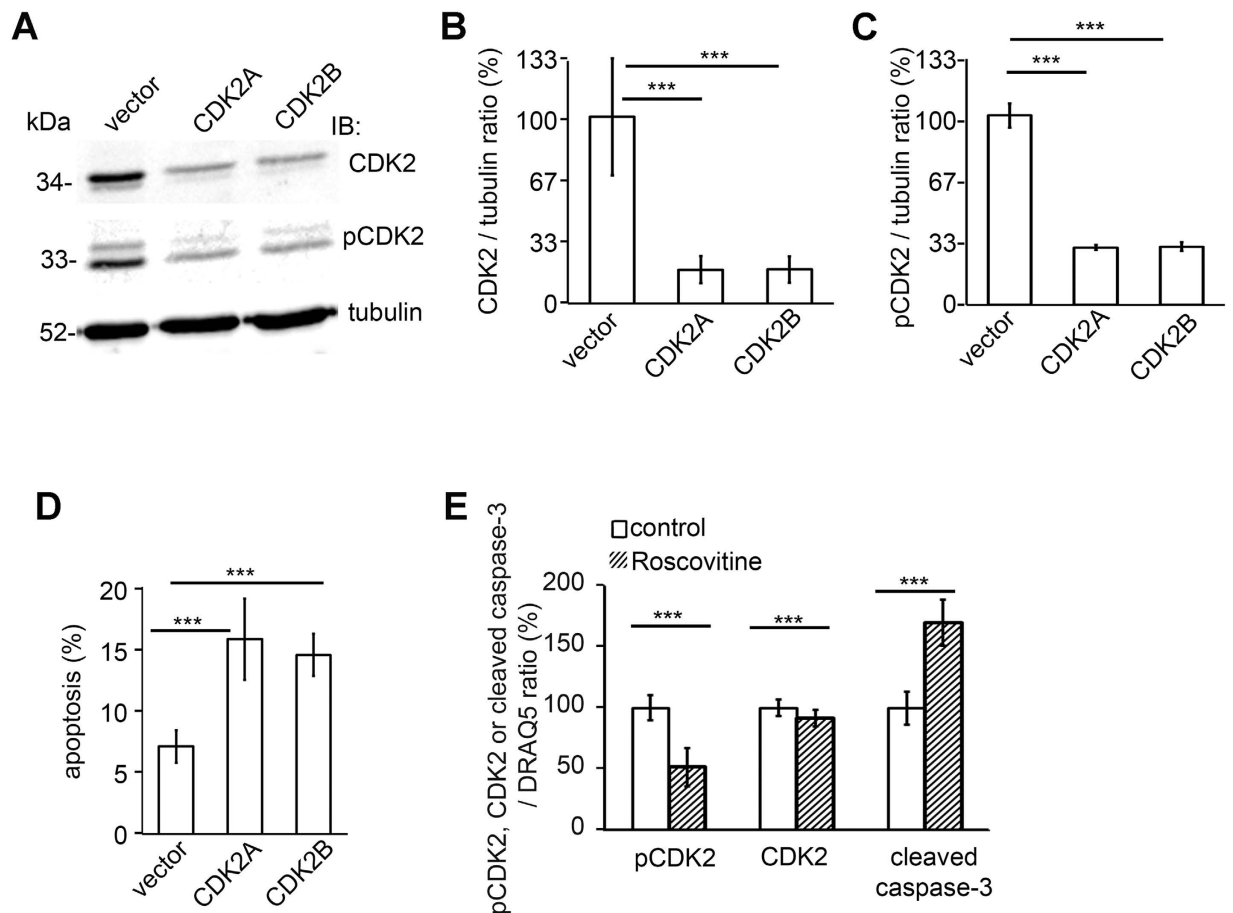 A
vector
CDK2A
CDK2B
kDa
IB:
CDK2
34-
pCDK2
33-
tubulin
52-
B
CDK2 / tubulin ratio (%)
133
100
67
33
0
***
***
vector
CDK2A
CDK2B
C
pCDK2 / tubulin ratio (%)
133
100
67
33
0
***
***
vector
CDK2A
CDK2B
D
apoptosis (%)
20
15
10
5
0
***
***
vector
CDK2A
CDK2B
E
control
Roscovitine
pCDK2, CDK2 or cleaved caspase-3
/ DRAQ5 ratio (%)
200
150
100
50
0
***
***
***
pCDK2
CDK2
cleaved
caspase-3